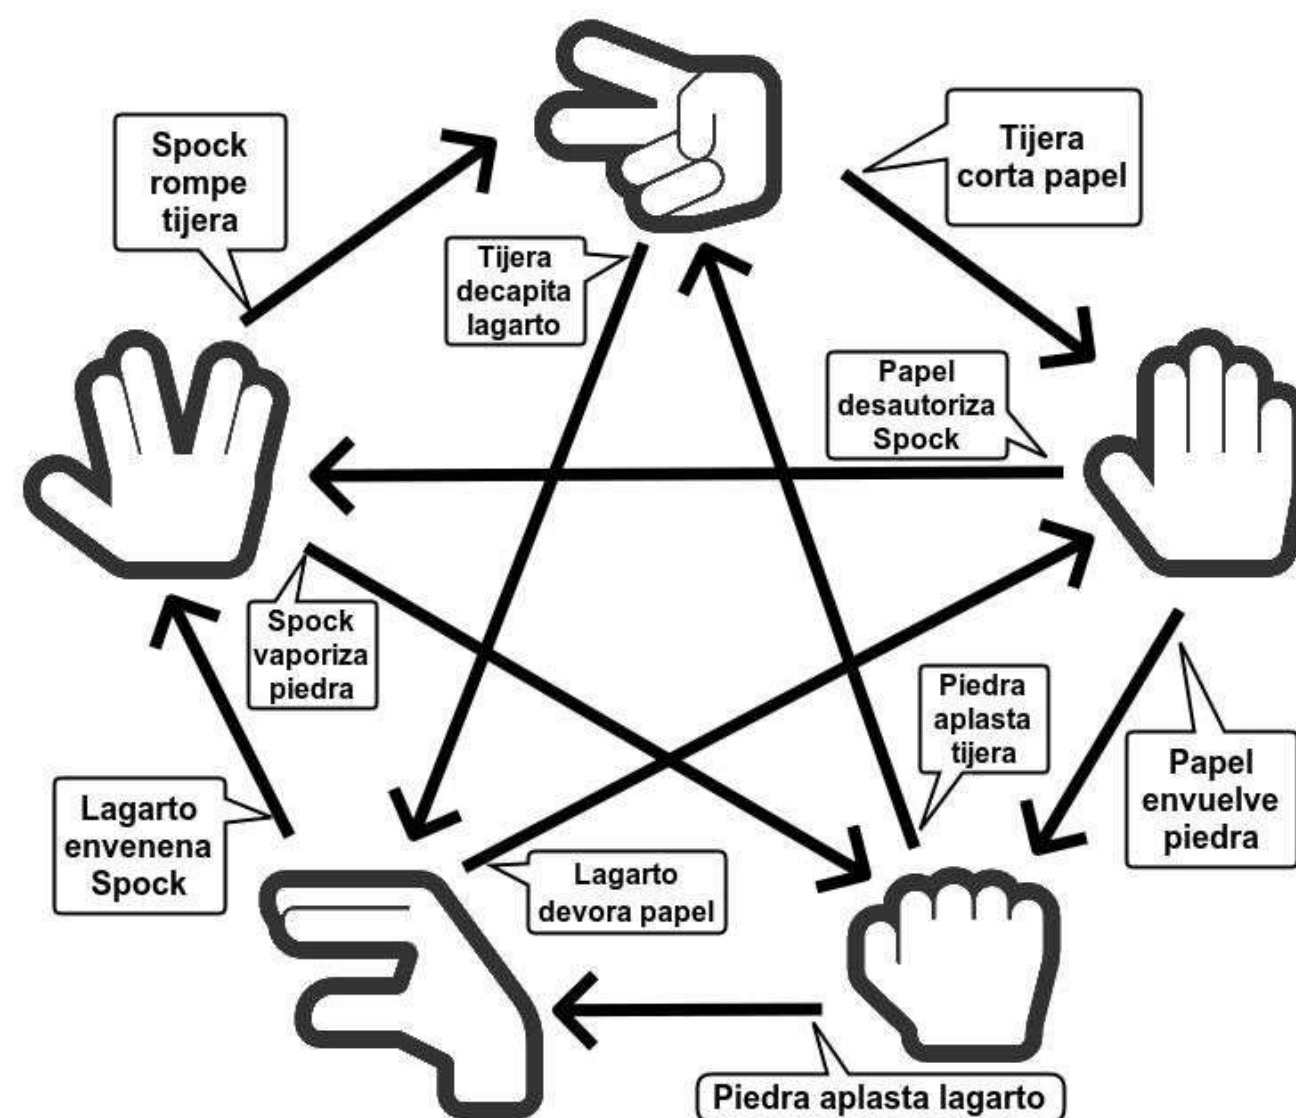 Spock
rompe
tijera
Tijera
corta papel
Tijera
decapita
lagarto
Papel
desautoriza
Spock
Spock
vaporiza
piedra
Piedra
aplasta
tijera
Papel
envuelve
piedra
Lagarto
envenena
Spock
Lagarto
devora papel
Piedra aplasta lagarto